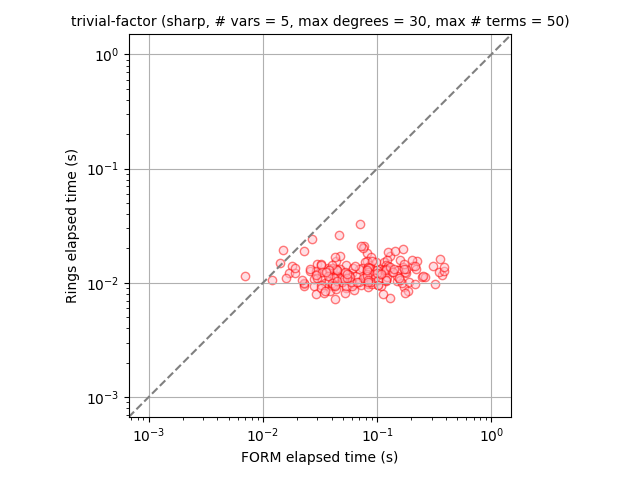 trivial-factor (sharp, # vars = 5, max degrees = 30, max # terms = 50)
10⁰
10⁻¹
10⁻²
10⁻³
Rings elapsed time (s)
10⁻³ 10⁻² 10⁻¹ 10⁰
FORM elapsed time (s)